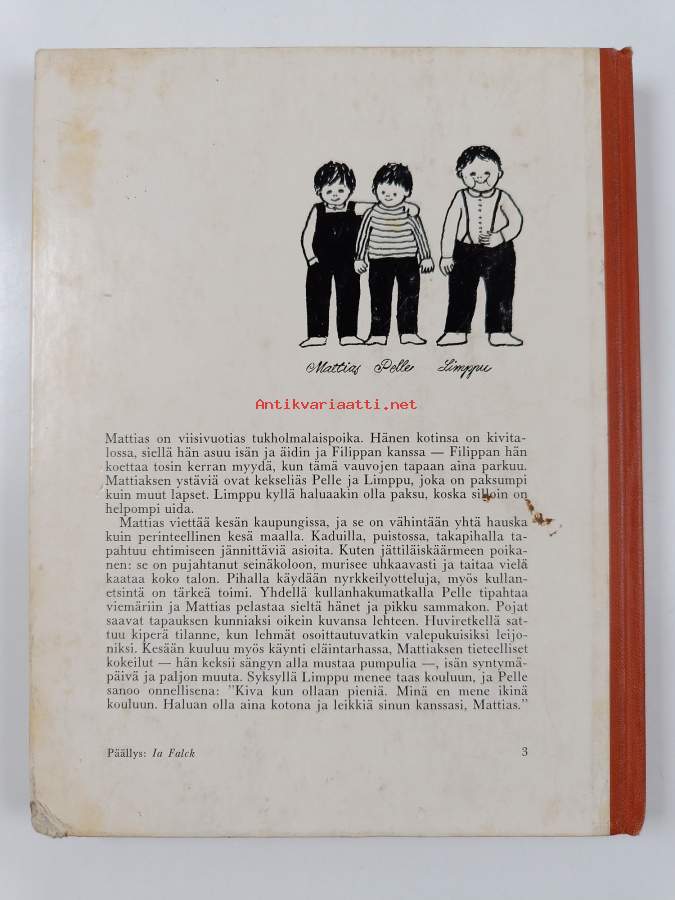 Mattias Pelle Limppu
Antikvariaatti.net
Mattias on viisivuotias tukholmalaispoika. Hänen kotinsa on kivita-
lossa, siellä hän asuu isän ja äidin ja Filippan kanssa — Filippan hän
koettaa tosin kerran myydä, kun tämä vauvojen tapaan aina parkuu.
Mattiaksen ystäviä ovat kekseliäs Pelle ja Limppu, joka on paksumpi
kuin muut lapset. Limppu kyllä haluaakin olla paksu, koska silloin on
helpompi uida.
Mattias viettää kesän kaupungissa, ja se on vähintään yhtä hauska
kuin perinteellinen kesä maalla. Kaduilla, puistossa, takapihalla ta-
pahtuu ehtimiseen jännittäviä asioita. Kuten jättiläiskäärmeen poika-
nen: se on pujahtanut seinäkoloon, murisee uhkaavasti ja taitaa vielä
kaataa koko talon. Pihalla käydään nyrkkeilyotteluja, myös kullan-
etsintä on tärkeä toimi. Yhdellä kullanhakumatkalla Pelle tipahtaa
viemäriin ja Mattias pelastaa sieltä hänet ja pikku sammakon. Pojat
saavat tapauksen kunniaksi oikein kuvansa lehteen. Huviretkellä sat-
tuu kiperä tilanne, kun lehmät osoittautuvatkin valepukuisiksi leijo-
niksi. Kesään kuuluu myös käynti eläintarhassa, Mattiaksen tieteelliset
kokeilut — hän keksii sängyn alla mustaa pumpulia —, isän syntymä-
päivä ja paljon muuta. Syksyllä Limppu menee taas kouluun, ja Pelle
sanoo onnellisena: "Kiva kun ollaan pieniä. Minä en mene ikinä
kouluun. Haluan olla aina kotona ja leikkiä sinun kanssasi, Mattias."
Päällys: Ia Falck 3